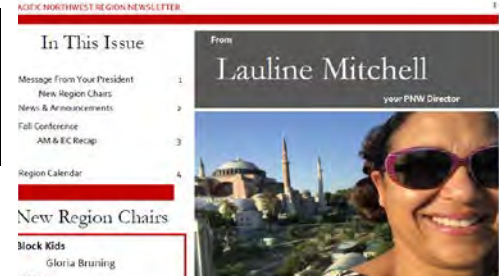 ACIFIC NORTHWEST REGION NEWSLETTER
In This Issue
Message From Your President 1
New Region Chairs
News & Announcements 2
Fall Conference
AM & EC Recap 3
Region Calendar 4
New Region Chairs
Block Kids
Gloria Bruning
From
Lauline Mitchell
your PNW Director